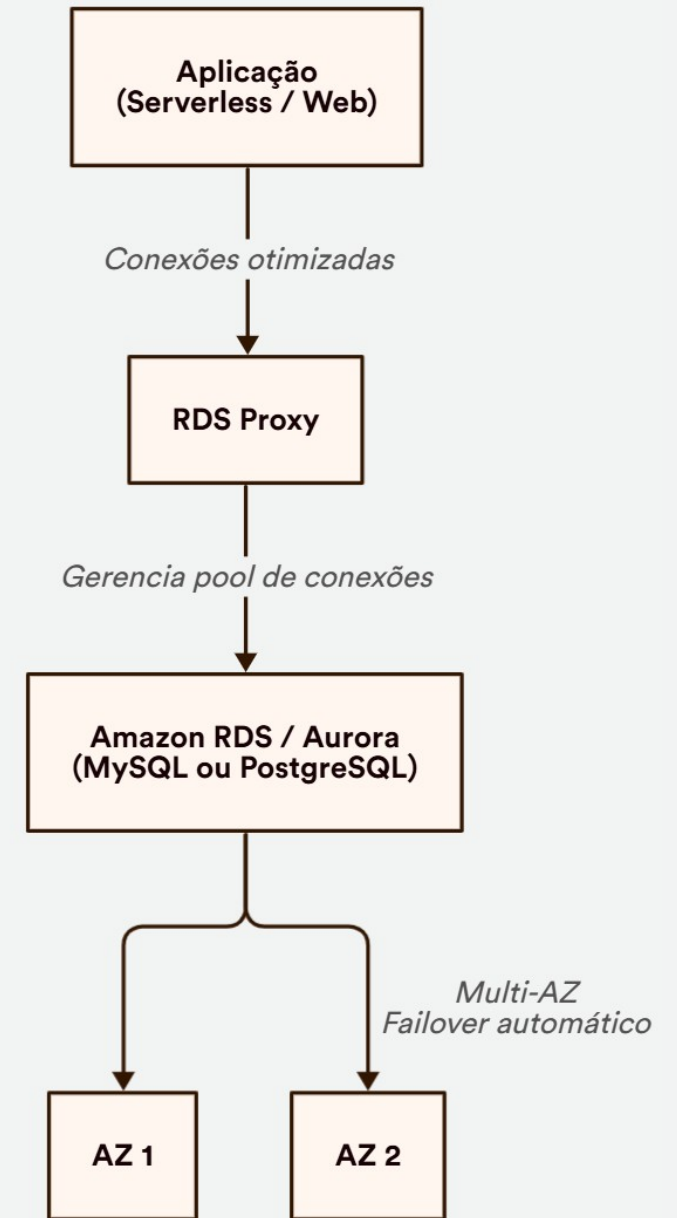 Aplicação
(Serverless / Web)
Conexões otimizadas
RDS Proxy
Gerencia pool de conexões
Amazon RDS / Aurora
(MySQL ou PostgreSQL)
Multi-AZ
Failover automático
AZ 1
AZ 2